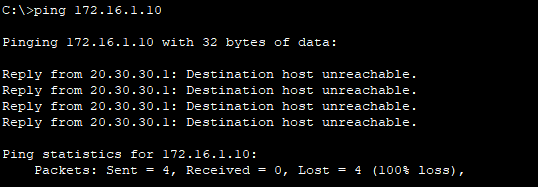 C:\>ping 172.16.1.10
Pinging 172.16.1.10 with 32 bytes of data:
Reply from 20.30.30.1: Destination host unreachable.
Reply from 20.30.30.1: Destination host unreachable.
Reply from 20.30.30.1: Destination host unreachable.
Reply from 20.30.30.1: Destination host unreachable.
Ping statistics for 172.16.1.10:
    Packets: Sent = 4, Received = 0, Lost = 4 (100% loss),